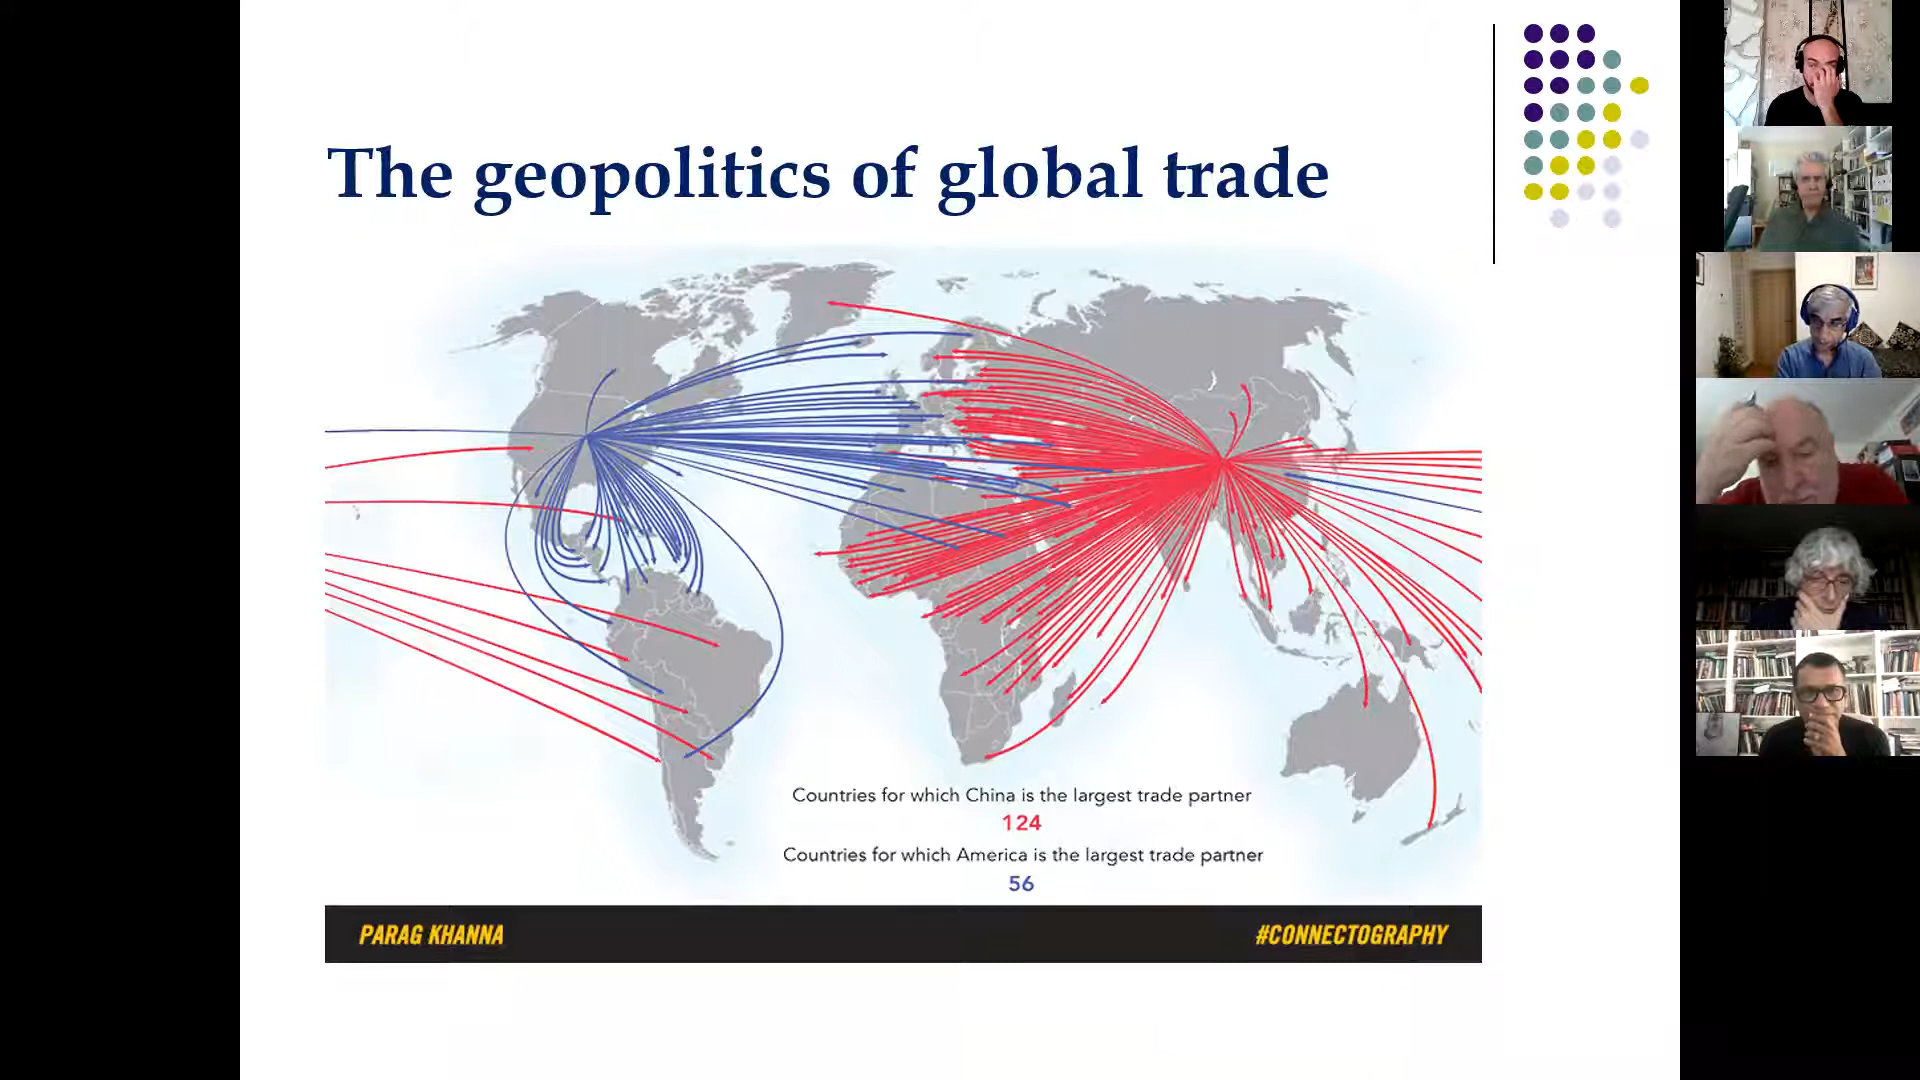 The geopolitics of global trade
Countries for which China is the largest trade partner
124
Countries for which America is the largest trade partner
56
PARAG KHANNA
#CONNECTOGRAPHY